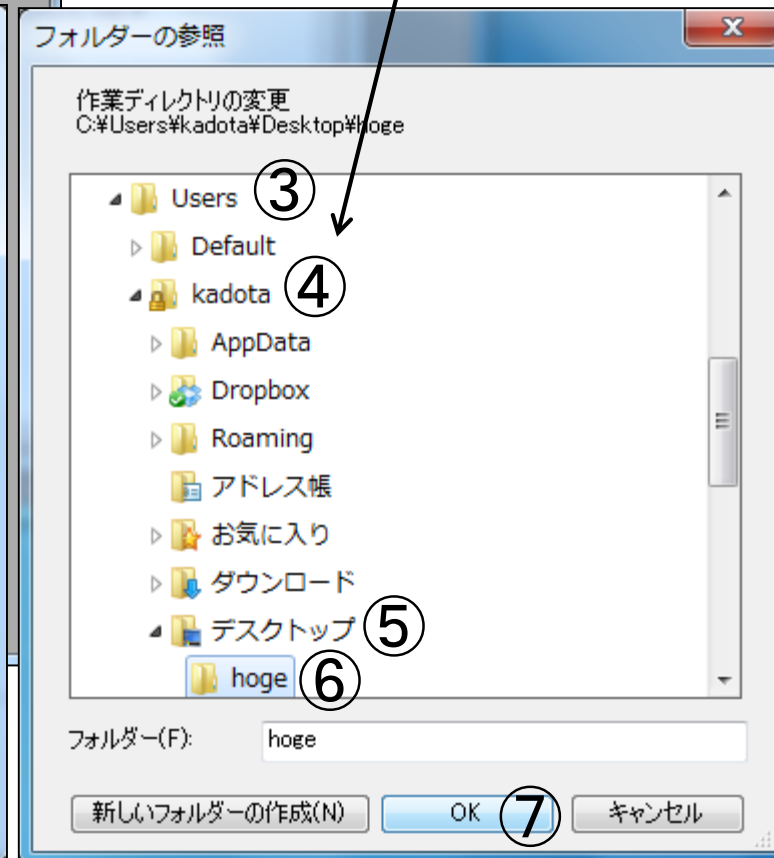 フォルダーの参照
作業ディレクトリの変更
C:¥Users¥kadota¥Desktop¥hoge
Users ③
Default
kadota ④
AppData
Dropbox
Roaming
アドレス帳
お気に入り
ダウンロード
デスクトップ ⑤
hoge ⑥
フォルダー(F): hoge
新しいフォルダーの作成(N) OK ⑦ キャンセル